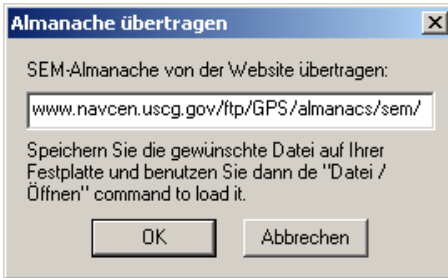 Almanache übertragen
SEM-Almanache von der Website übertragen:
www.navcen.uscg.gov/ftp/GPS/almanacs/sem/
Speichern Sie die gewünschte Datei auf Ihrer
Festplatte und benutzen Sie dann de "Datei /
Öffnen" command to load it.
OK
Abbrechen